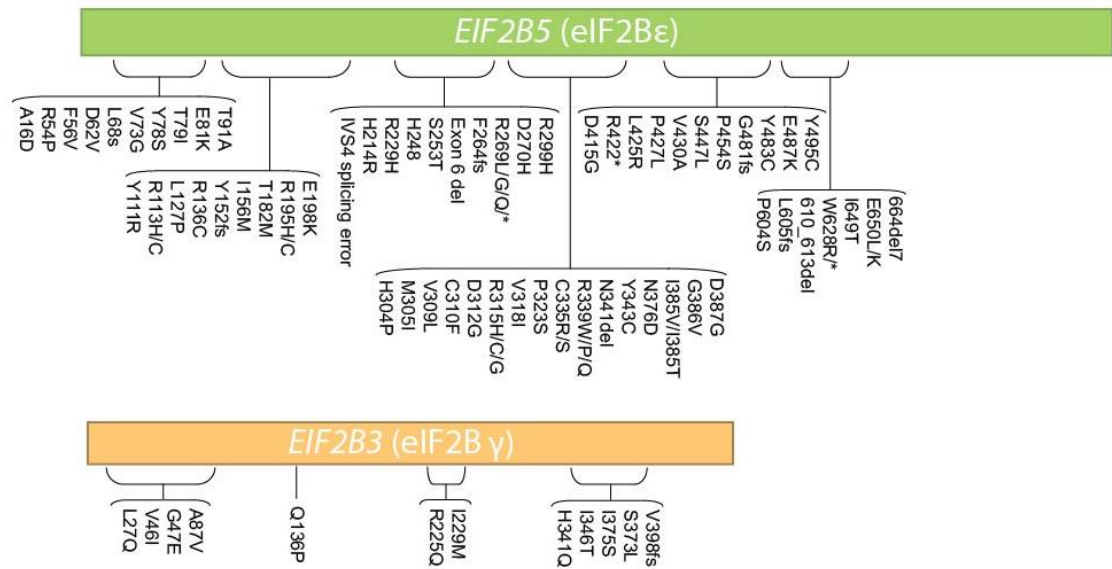 EIF2B5 (eIF2Bε)
A16D
R54P
F56V
D62V
L68s
V73G
Y78S
T79I
E81K
T91A
Y111R
R113H/C
L127P
R136C
Y152fs
I156M
T182M
R195H/C
E198K
IVS4 splicing error
H214R
R229H
H248
S253T
Exon 6 del
F264fs
R269L/G/Q/*
D270H
R299H
H304P
M305I
V309L
C310F
D312G
R315H/C/G
V318I
P323S
C335R/S
R339W/P/Q
N341del
Y343C
N376D
I385V/I385T
G386V
D387G
D415G
R422*
L425R
P427L
V430A
S447L
P454S
G481fs
Y483C
E487K
Y495C
P604S
L605fs
610_613del
W628R/*
I649T
E650L/K
664del7
EIF2B3 (eIF2B γ)
L27Q
V46I
G47E
A87V
Q136P
R225Q
I229M
H341Q
I346T
I375S
S373L
V398fs